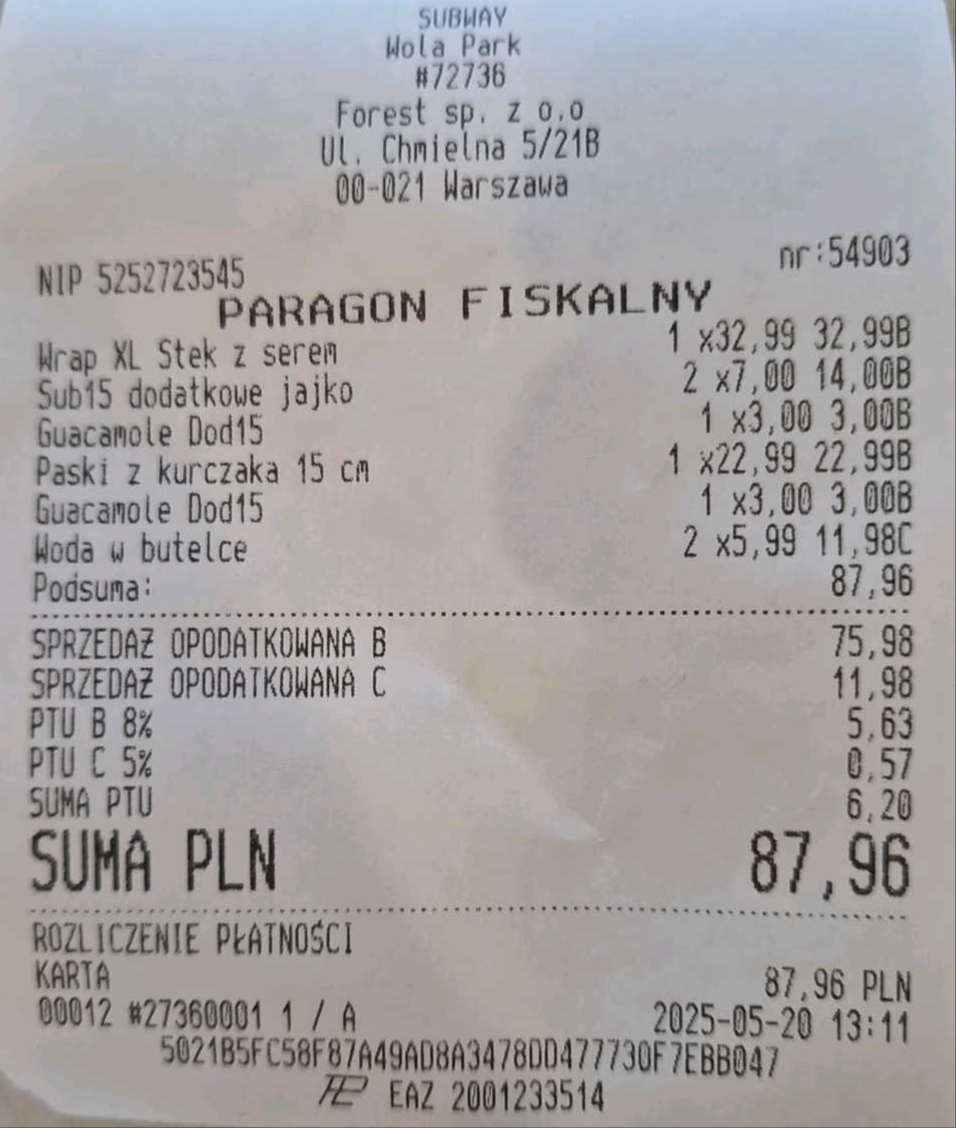 SUBWAY
Wola Park
#72736
Forest sp. z o.o
Ul. Chmielna 5/21B
00-021 Warszawa
NIP 5252723545 nr:54903
PARAGON FISKALNY
Wrap XL Stek z serem 1 x32,99 32,99B
Sub15 dodatkowe jajko 2 x7,00 14,00B
Guacamole Dod15 1 x3,00 3,00B
Paski z kurczaka 15 cm 1 x22,99 22,99B
Guacamole Dod15 1 x3,00 3,00B
Woda w butelce 2 x5,99 11,98C
Podsuma: 87,96
SPRZEDAŻ OPODATKOWANA B 75,98
SPRZEDAŻ OPODATKOWANA C 11,98
PTU B 8% 5,63
PTU C 5% 0,57
SUMA PTU 6,20
SUMA PLN 87,96
ROZLICZENIE PŁATNOŚCI
KARTA 87,96 PLN
00012 #27360001 1 / A 2025-05-20 13:11
5021B5FC58F87A49AD8A3478DD477730F7EBB047
EAZ 2001233514